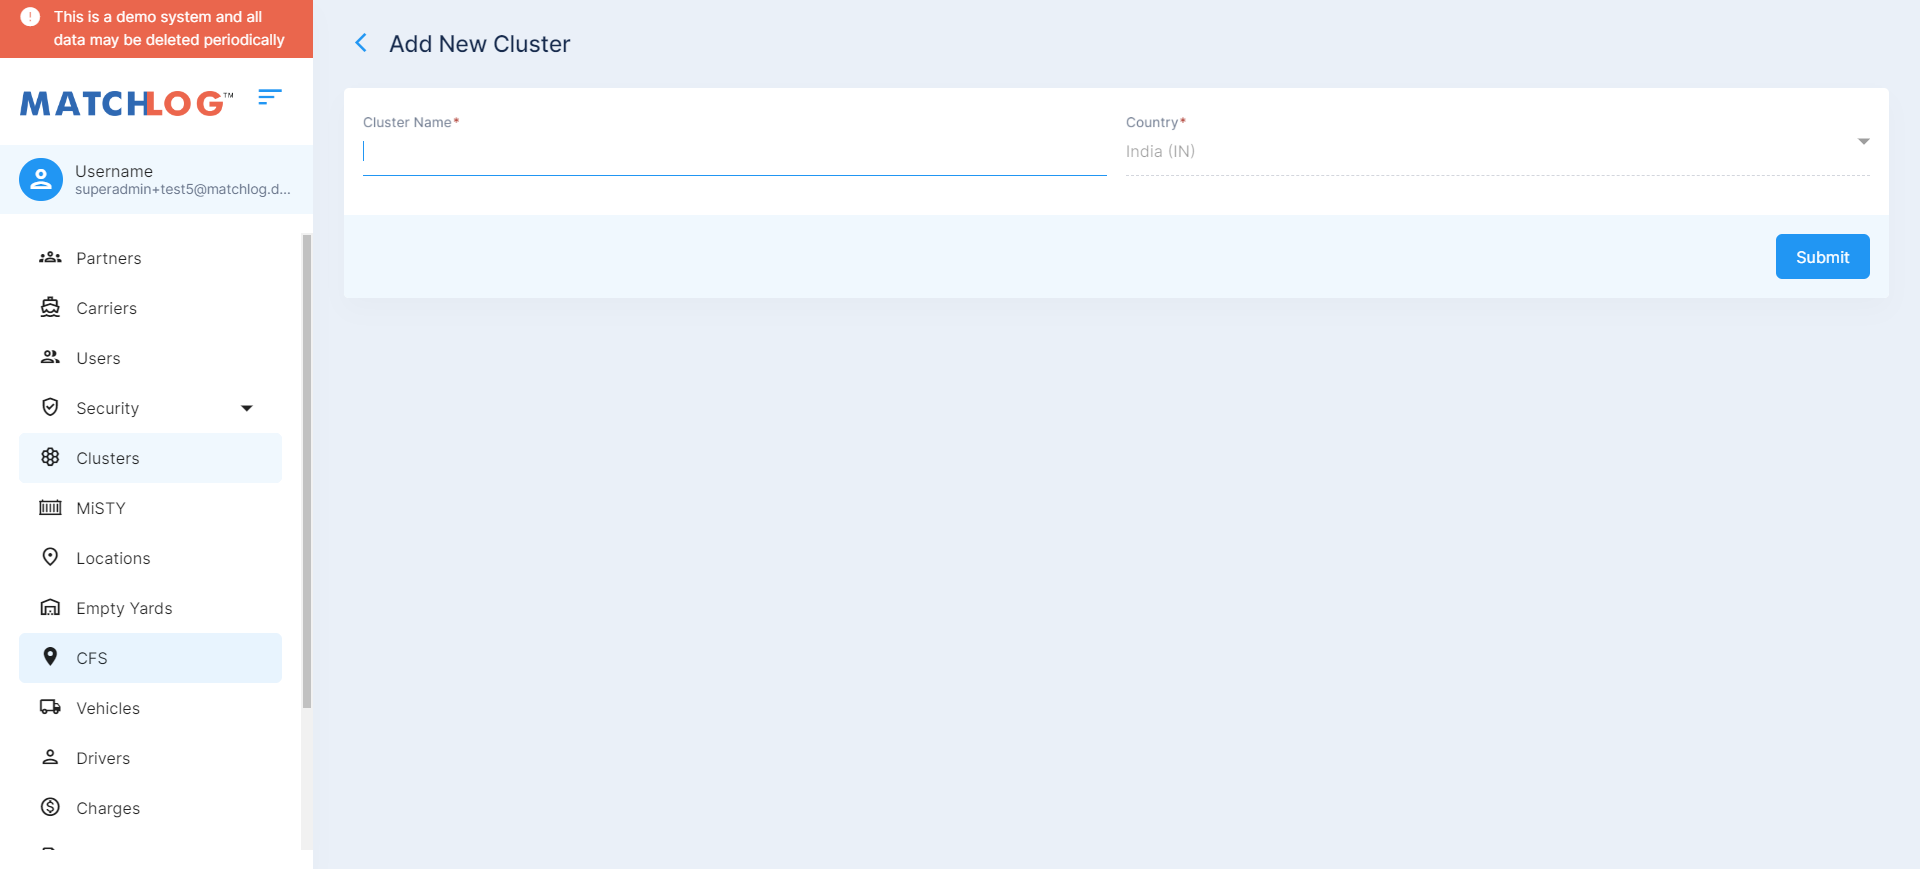 This is a demo system and all
data may be deleted periodically
MATCHLOG™
Username
superadmin+test5@matchlog.d...
Partners
Carriers
Users
Security
Clusters
MiSTY
Locations
Empty Yards
CFS
Vehicles
Drivers
Charges
Add New Cluster
Cluster Name*
Country*
India (IN)
Submit